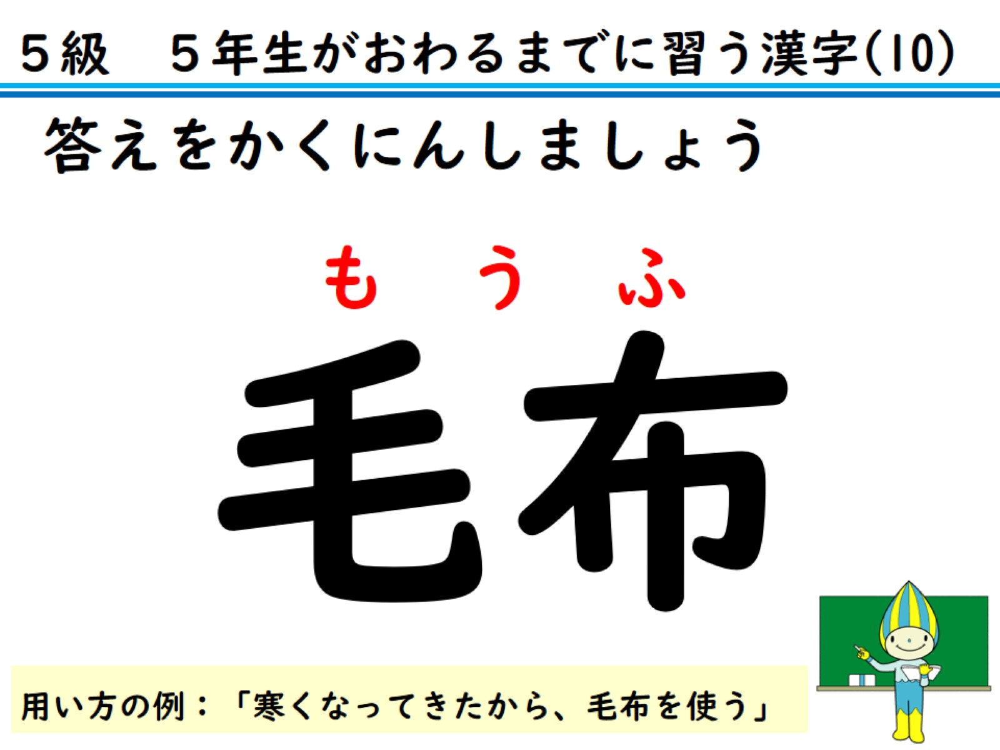 ５級　５年生がおわるまでに習う漢字(10)
答えをかくにんしましょう
もうふ
毛布
用い方の例：「寒くなってきたから、毛布を使う」